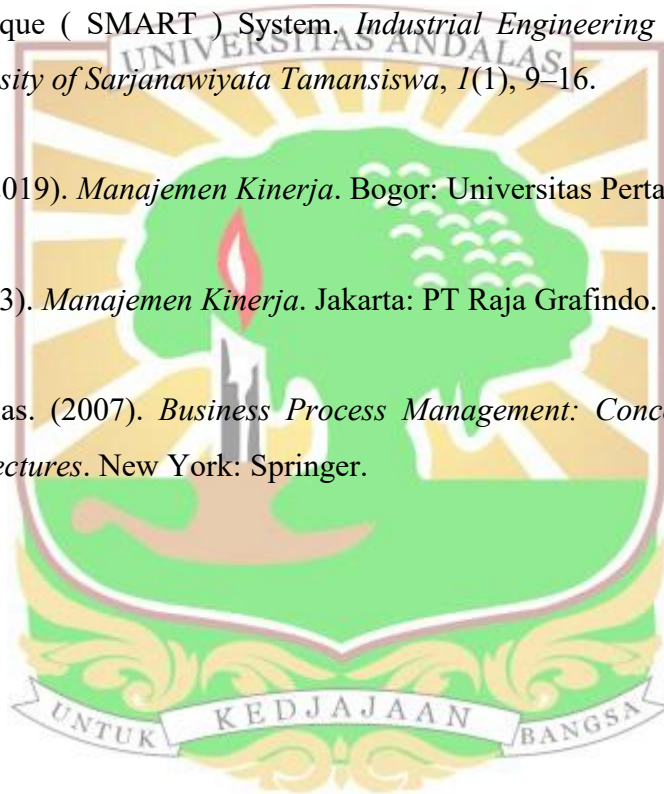 que ( SMART ) System. Industrial Engineering
UNIVERSITAS ANDALAS
sity of Sarjanawiyata Tamansiswa, 1(1), 9–16.
019). Manajemen Kinerja. Bogor: Universitas Perta
3). Manajemen Kinerja. Jakarta: PT Raja Grafindo.
as. (2007). Business Process Management: Conce
ectures. New York: Springer.
UNTUK KEDJAJAAN BANGSA